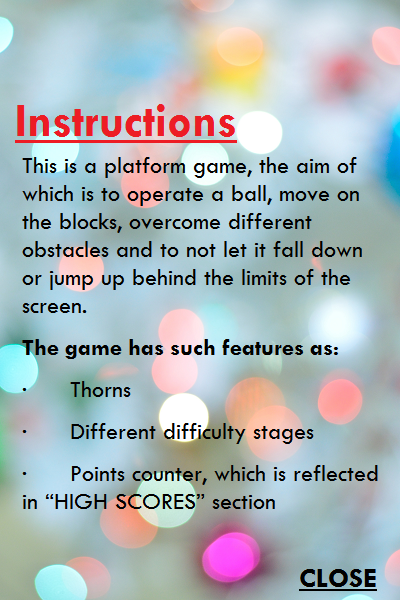 Instructions
This is a platform game, the aim of
which is to operate a ball, move on
the blocks, overcome different
obstacles and to not let it fall down
or jump up behind the limits of the
screen.
The game has such features as:
· Thorns
· Different difficulty stages
· Points counter, which is reflected
in “HIGH SCORES” section
CLOSE